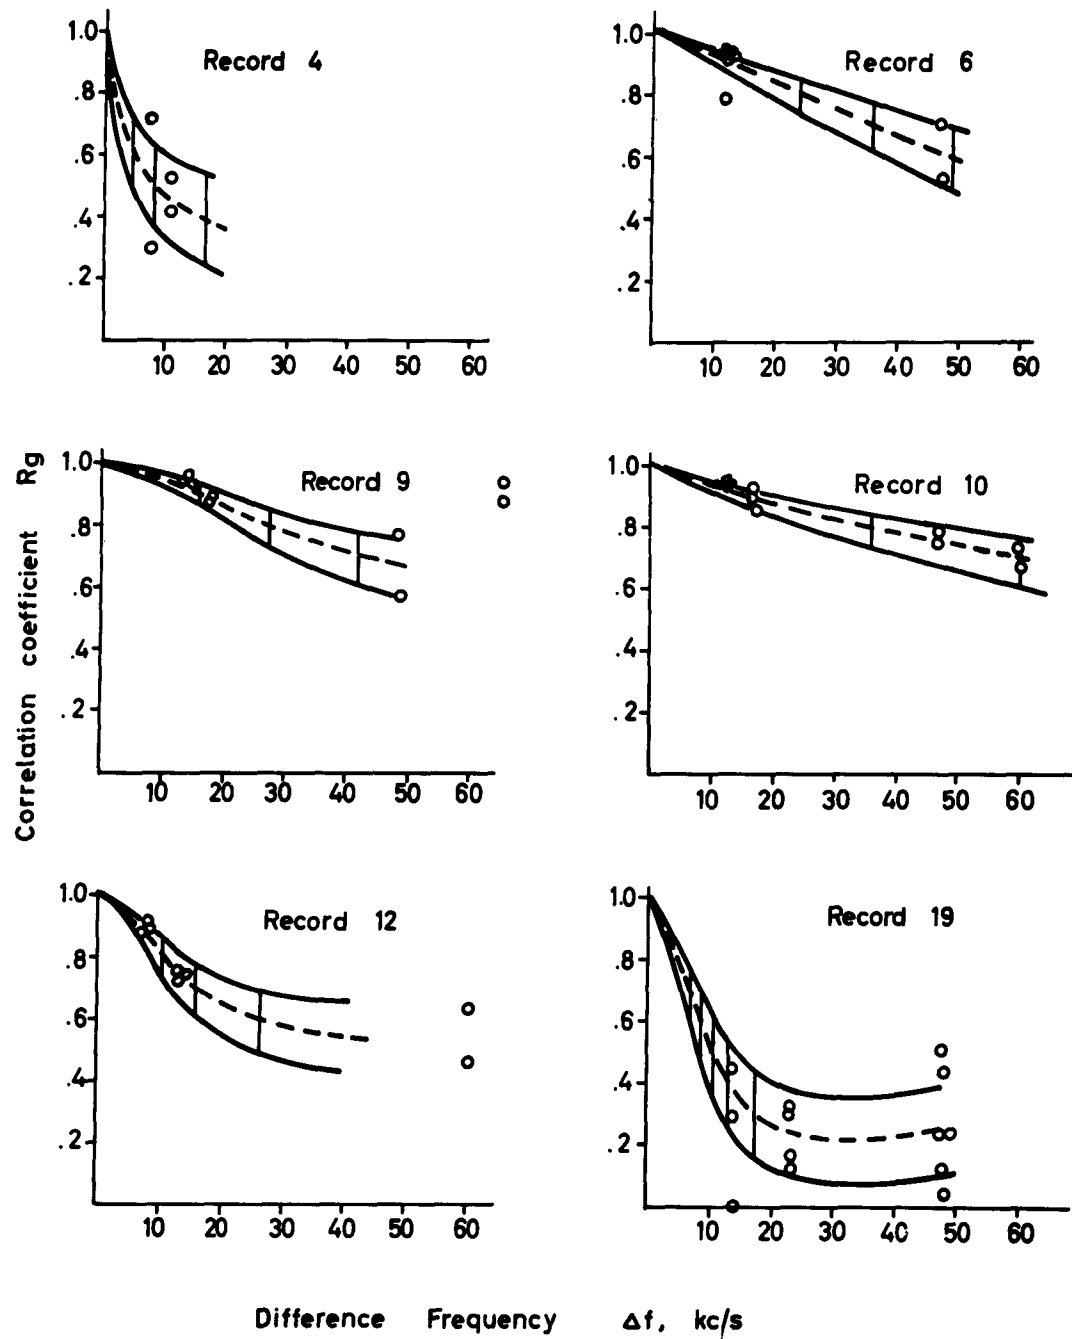 Record 4
1.0
.8
.6
.4
.2
10 20 30 40 50 60
Record 6
1.0
.8
.6
.4
.2
10 20 30 40 50 60
Correlation coefficient Rg
Record 9
1.0
.8
.6
.4
.2
10 20 30 40 50 60
Record 10
1.0
.8
.6
.4
.2
10 20 30 40 50 60
Record 12
1.0
.8
.6
.4
.2
10 20 30 40 50 60
Record 19
1.0
.8
.6
.4
.2
10 20 30 40 50 60
Difference Frequency Δf, kc/s